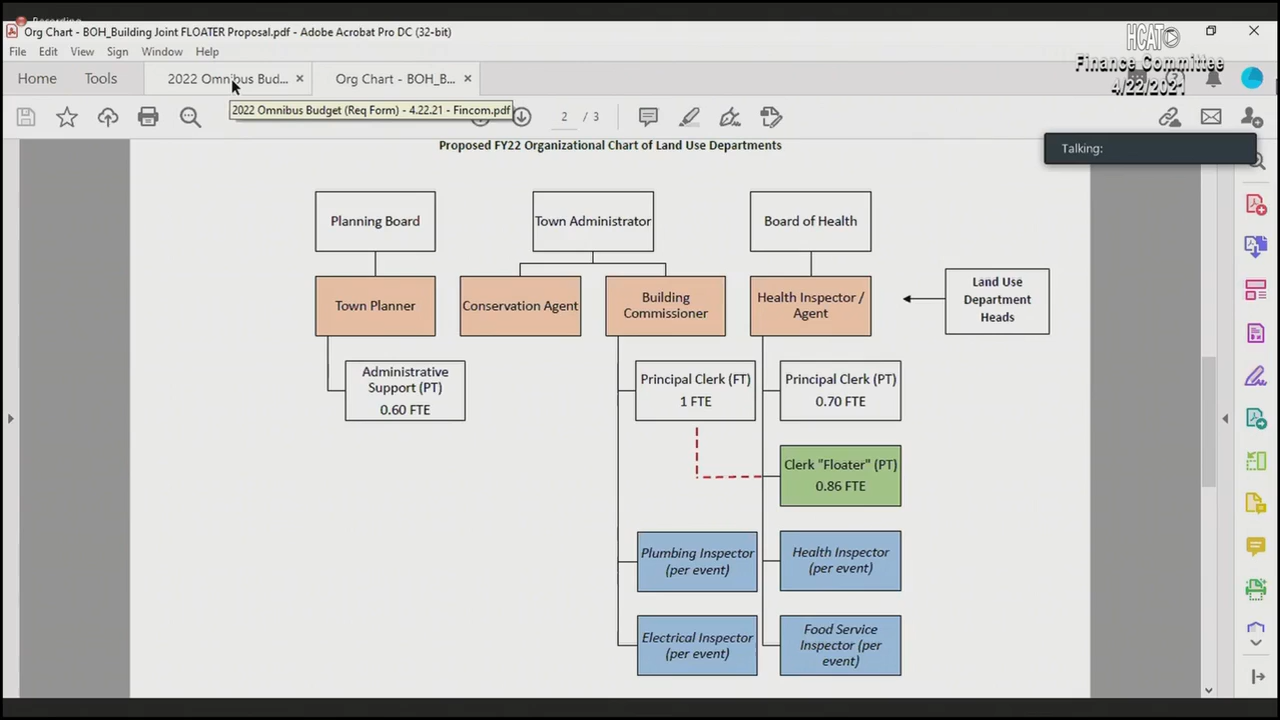 Recording
Org Chart - BOH_Building Joint FLOATER Proposal.pdf - Adobe Acrobat Pro DC (32-bit)
HCAT
File Edit View Sign Window Help
Finance Committee
4/22/2021
Home Tools 2022 Omnibus Bud... × Org Chart - BOH_B... ×
2022 Omnibus Budget (Req Form) - 4.22.21 - Fincom.pdf
2 / 3
Talking:
Proposed FY22 Organizational Chart of Land Use Departments
Planning Board
Town Administrator
Board of Health
Town Planner
Conservation Agent
Building
Commissioner
Health Inspector /
Agent
Land Use
Department
Heads
Administrative
Support (PT)
0.60 FTE
Principal Clerk (FT)
1 FTE
Principal Clerk (PT)
0.70 FTE
Clerk "Floater" (PT)
0.86 FTE
Plumbing Inspector
(per event)
Health Inspector
(per event)
Electrical Inspector
(per event)
Food Service
Inspector (per
event)